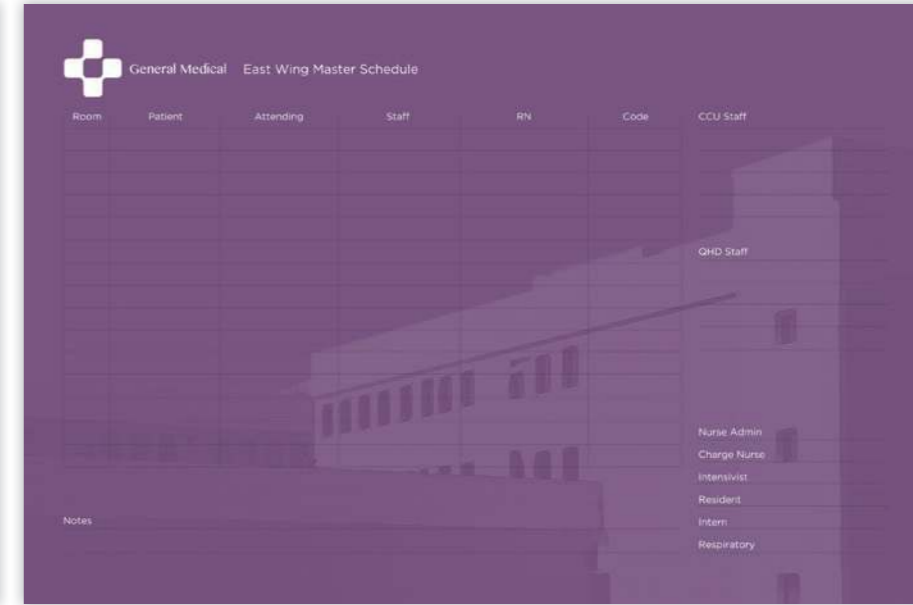 General Medical East Wing Master Schedule
Room Patient Attending Staff RN Code CCU Staff
QHD Staff
Nurse Admin
Charge Nurse
Intensivist
Resident
Intern
Respiratory
Notes